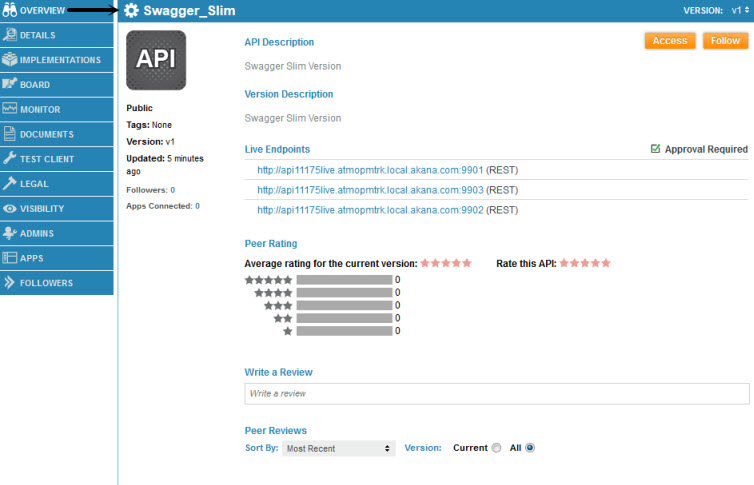 OVERVIEW
DETAILS
IMPLEMENTATIONS
BOARD
MONITOR
DOCUMENTS
TEST CLIENT
LEGAL
VISIBILITY
ADMINS
APPS
FOLLOWERS
Swagger_Slim
VERSION: v1
API
Public
Tags: None
Version: v1
Updated: 5 minutes
ago
Followers: 0
Apps Connected: 0
API Description
Access Follow
Swagger Slim Version
Version Description
Swagger Slim Version
Live Endpoints Approval Required
http://api11175live.atmopmtrk.local.akana.com:9901 (REST)
http://api11175live.atmopmtrk.local.akana.com:9903 (REST)
http://api11175live.atmopmtrk.local.akana.com:9902 (REST)
Peer Rating
Average rating for the current version: Rate this API:
0
0
0
0
0
Write a Review
Write a review
Peer Reviews
Sort By: Most Recent Version: Current All